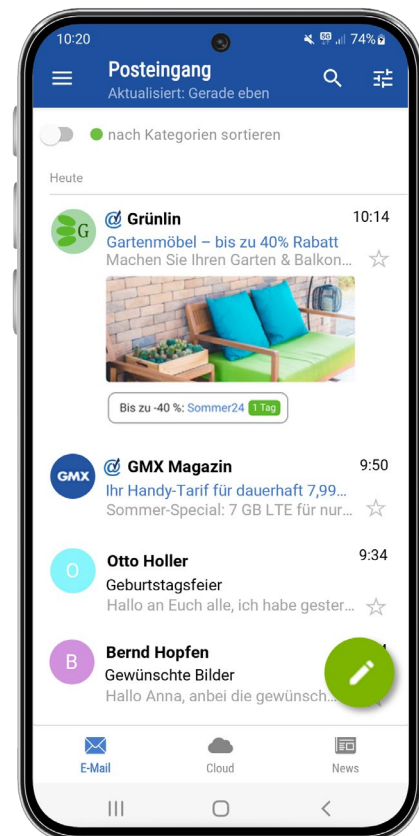 10:20
5G 74%
Posteingang
Aktualisiert: Gerade eben
nach Kategorien sortieren
Heute
G
Grünlin 10:14
Gartenmöbel – bis zu 40% Rabatt
Machen Sie Ihren Garten & Balkon...
Bis zu -40 %: Sommer24 1 Tag
GMX
GMX Magazin 9:50
Ihr Handy-Tarif für dauerhaft 7,99...
Sommer-Special: 7 GB LTE für nur...
O
Otto Holler 9:34
Geburtstagsfeier
Hallo an Euch alle, ich habe gester...
B
Bernd Hopfen
Gewünschte Bilder
Hallo Anna, anbei die gewünsch...
E-Mail
Cloud
News